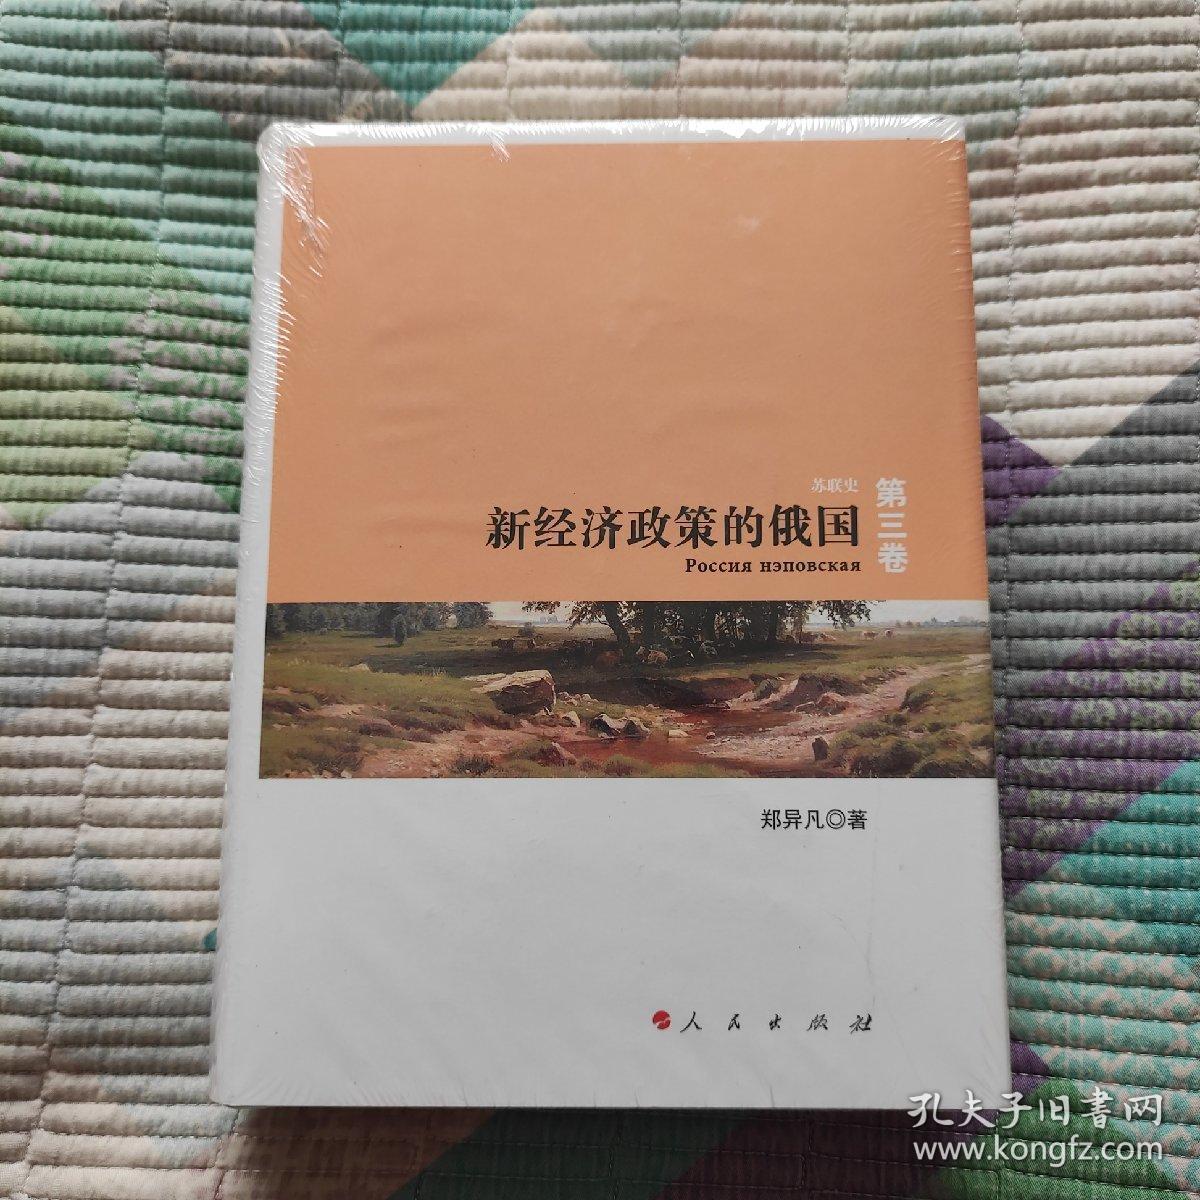 苏联史
第三卷
新经济政策的俄国
Россия нэповская
郑异凡◎著
人民出版社
孔夫子旧书网
www.kongfz.com